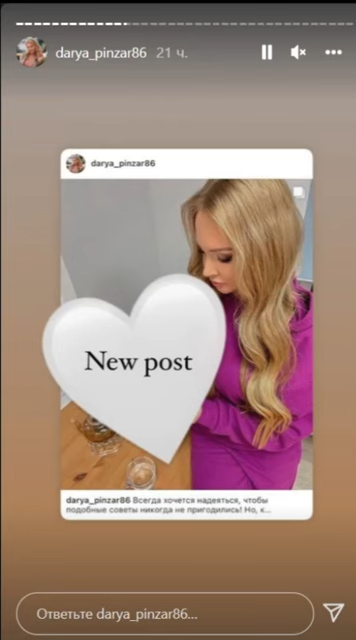 darya_pinzar86 21 ч.
darya_pinzar86
New post
darya_pinzar86 Всегда хочется надеяться, чтобы
подобные советы никогда не пригодились! Но, к...
Ответьте darya_pinzar86...